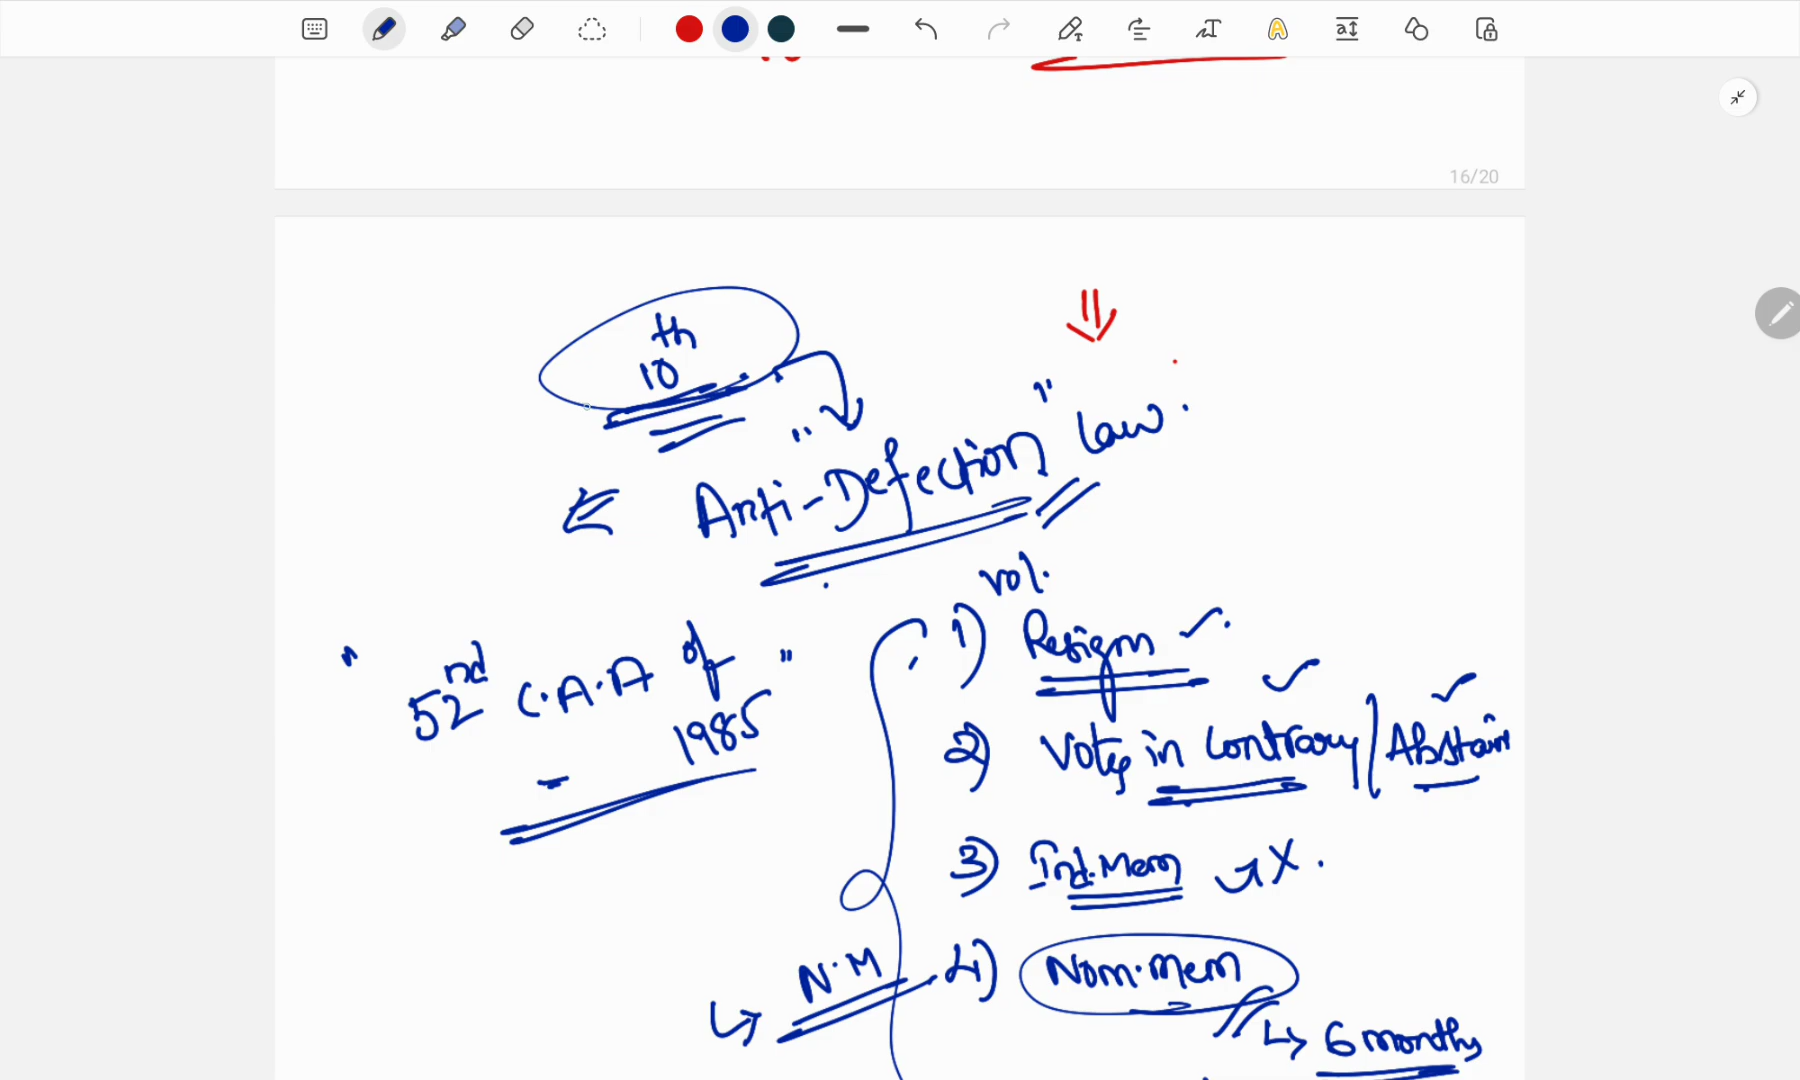 16/20
10th
"Anti-Defection" Law.
52nd C.A.A of 1985"
vol.
1) Resign ✓.
2) Votes in Contrary / Abstain
3) Ind. Mem X.
N.M
4) Nom. Mem
↳ 6 months